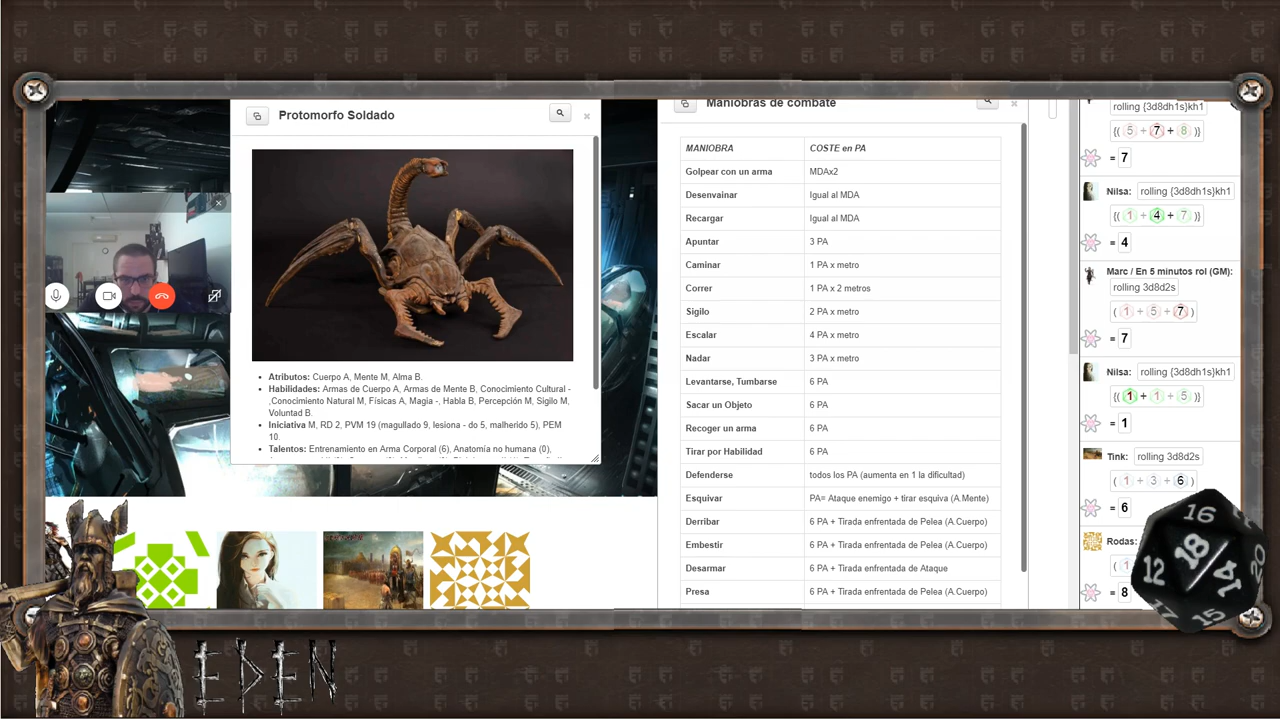 Protomorfo Soldado
Atributos: Cuerpo A, Mente M, Alma B.
Habilidades: Armas de Cuerpo A, Armas de Mente B, Conocimiento Cultural -
,Conocimiento Natural M, Físicas A, Magia -, Habla B, Percepción M, Sigilo M,
Voluntad B.
Iniciativa M, RD 2, PVM 19 (magullado 9, lesiona - do 5, malherido 5), PEM
10.
Talentos: Entrenamiento en Arma Corporal (6), Anatomía no humana (0),
Maniobras de combate
MANIOBRA COSTE en PA
Golpear con un arma MDAx2
Desenvainar Igual al MDA
Recargar Igual al MDA
Apuntar 3 PA
Caminar 1 PA x metro
Correr 1 PA x 2 metros
Sigilo 2 PA x metro
Escalar 4 PA x metro
Nadar 3 PA x metro
Levantarse, Tumbarse 6 PA
Sacar un Objeto 6 PA
Recoger un arma 6 PA
Tirar por Habilidad 6 PA
Defenderse todos los PA (aumenta en 1 la dificultad)
Esquivar PA= Ataque enemigo + tirar esquiva (A.Mente)
Derribar 6 PA + Tirada enfrentada de Pelea (A.Cuerpo)
Embestir 6 PA + Tirada enfrentada de Pelea (A.Cuerpo)
Desarmar 6 PA + Tirada enfrentada de Ataque
Presa 6 PA + Tirada enfrentada de Pelea (A.Cuerpo)
rolling {3d8dh1s}kh1
{(5 + 7 + 8)}
= 7
Nilsa: rolling {3d8dh1s}kh1
{(1 + 4 + 7)}
= 4
Marc / En 5 minutos rol (GM):
rolling 3d8d2s
(1 + 5 + 7)
= 7
Nilsa: rolling {3d8dh1s}kh1
{(1 + 1 + 5)}
= 1
Tink: rolling 3d8d2s
(1 + 3 + 6)
= 6
Rodas:
(1
= 8
16
18
12
14
20
17
15
EDEN